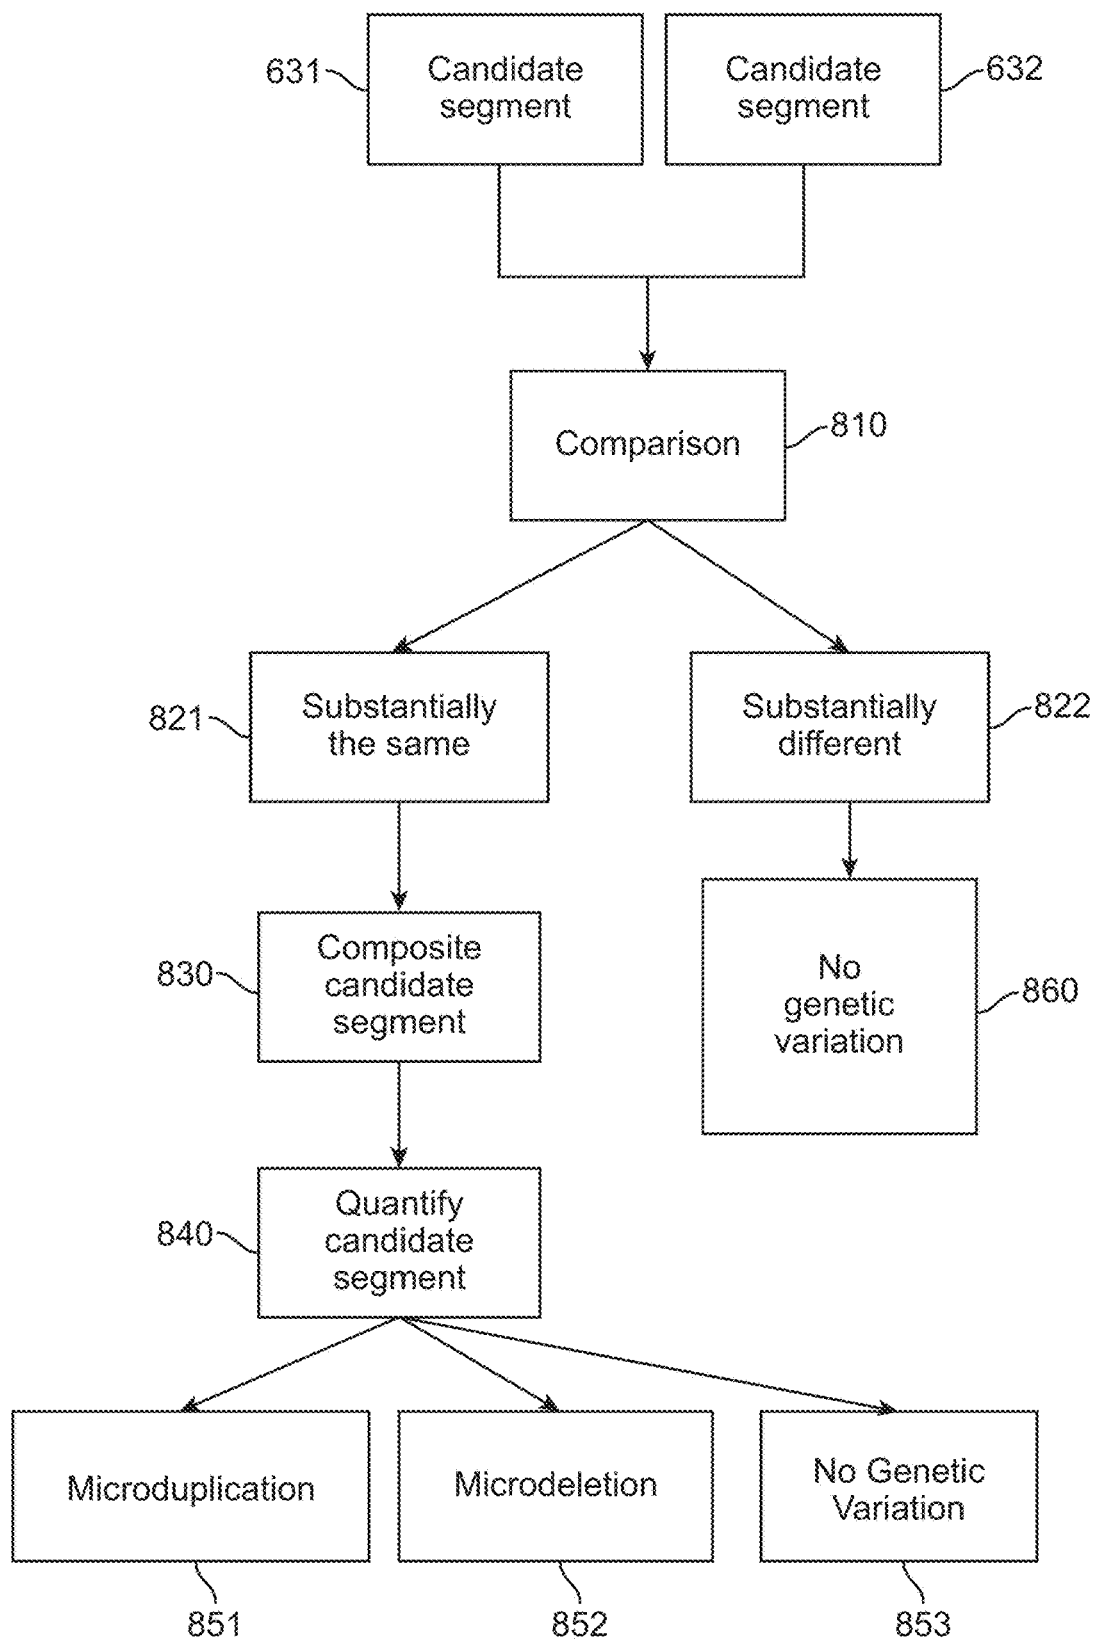 631
Candidate
segment
Candidate
segment
632
Comparison
810
821
Substantially
the same
Substantially
different
822
830
Composite
candidate
segment
No
genetic
variation
860
840
Quantify
candidate
segment
Microduplication
Microdeletion
No Genetic
Variation
851
852
853